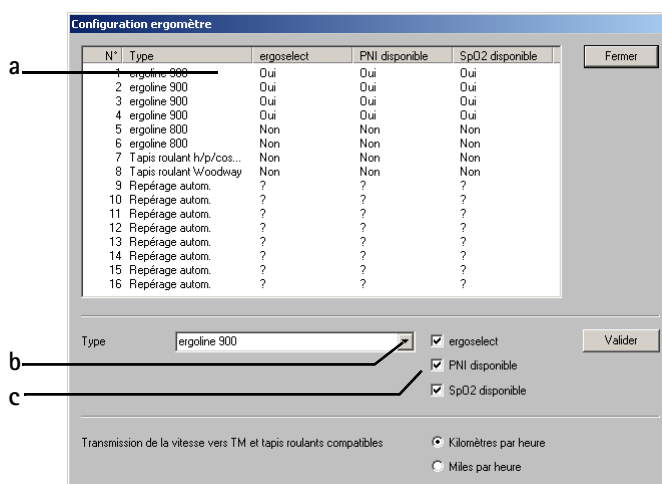 Configuration ergomètre
N° Type ergoselect PNI disponible SpO2 disponible
Fermer
a
1 ergoline 900 Oui Oui Oui
2 ergoline 900 Oui Oui Oui
3 ergoline 900 Oui Oui Oui
4 ergoline 900 Oui Oui Oui
5 ergoline 800 Non Non Non
6 ergoline 800 Non Non Non
7 Tapis roulant h/p/cos... Non Non Non
8 Tapis roulant Woodway Non Non Non
9 Repérage autom. ? ? ?
10 Repérage autom. ? ? ?
11 Repérage autom. ? ? ?
12 Repérage autom. ? ? ?
13 Repérage autom. ? ? ?
14 Repérage autom. ? ? ?
15 Repérage autom. ? ? ?
16 Repérage autom. ? ? ?
Type ergoline 900 ergoselect Valider
b
PNI disponible
c
SpO2 disponible
Transmission de la vitesse vers TM et tapis roulants compatibles Kilomètres par heure
Miles par heure